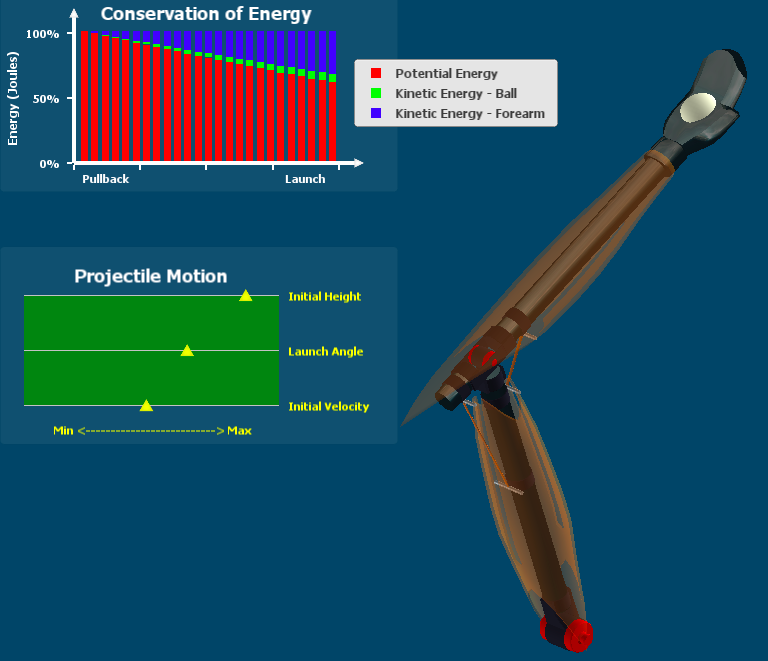 Conservation of Energy
Energy (Joules)
100%
50%
0%
Pullback
Launch
Potential Energy
Kinetic Energy - Ball
Kinetic Energy - Forearm
Projectile Motion
Initial Height
Launch Angle
Initial Velocity
Min <---------------------------> Max